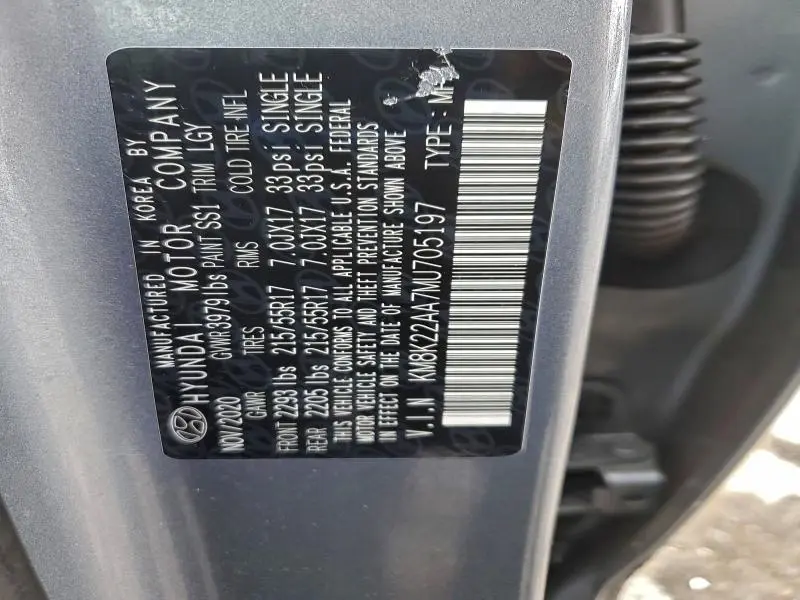 MANUFACTURED IN KOREA BY
HYUNDAI MOTOR COMPANY
NOV/2020 GVWR 3979 lbs PAINT SS1 TRIM LGY
GAWR TIRES RIMS COLD TIRE INFL
FRONT 2293 lbs 215/55R17 7.0JX17 33psi SINGLE
REAR 2205 lbs 215/55R17 7.0JX17 33psi SINGLE
THIS VEHICLE CONFORMS TO ALL APPLICABLE U.S.A. FEDERAL
MOTOR VEHICLE SAFETY AND THEFT PREVENTION STANDARDS
IN EFFECT ON THE DATE OF MANUFACTURE SHOWN ABOVE
V.I.N KM8K22AA7MU705197 TYPE: